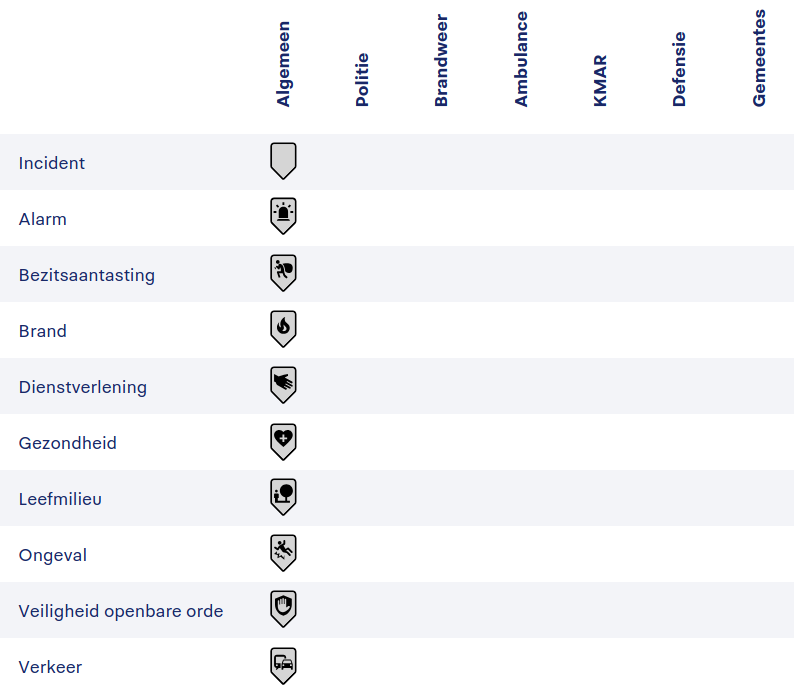 Algemeen
Politie
Brandweer
Ambulance
KMAR
Defensie
Gemeentes
Incident
Alarm
Bezitsaantasting
Brand
Dienstverlening
Gezondheid
Leefmilieu
Ongeval
Veiligheid openbare orde
Verkeer